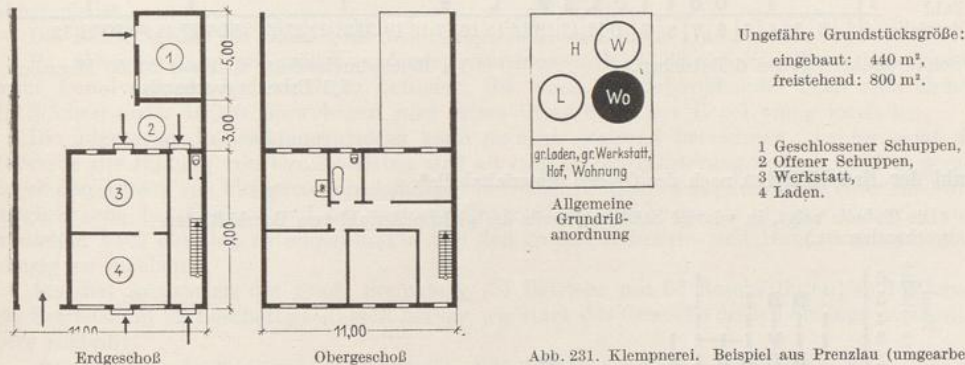 1
5,00
2
3,00
3
9,00
4
11,00
Erdgeschoß
11,00
Obergeschoß
H
W
L
Wo
gr. Laden, gr. Werkstatt,
Hof, Wohnung
Allgemeine
Grundriß-
anordnung
Ungefähre Grundstücksgröße:
eingebaut: 440 m²,
freistehend: 800 m².
1 Geschlossener Schuppen,
2 Offener Schuppen,
3 Werkstatt,
4 Laden.
Abb. 231. Klempnerei. Beispiel aus Prenzlau (umgearbe